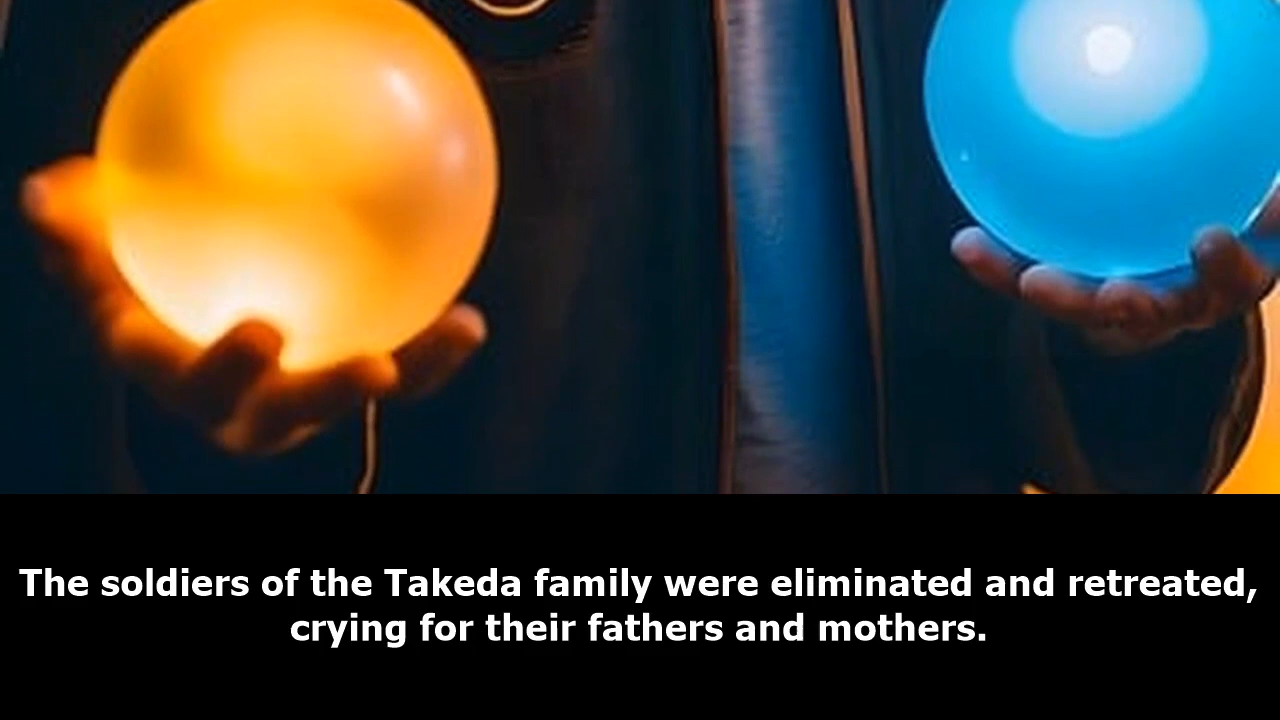 The soldiers of the Takeda family were eliminated and retreated,
crying for their fathers and mothers.